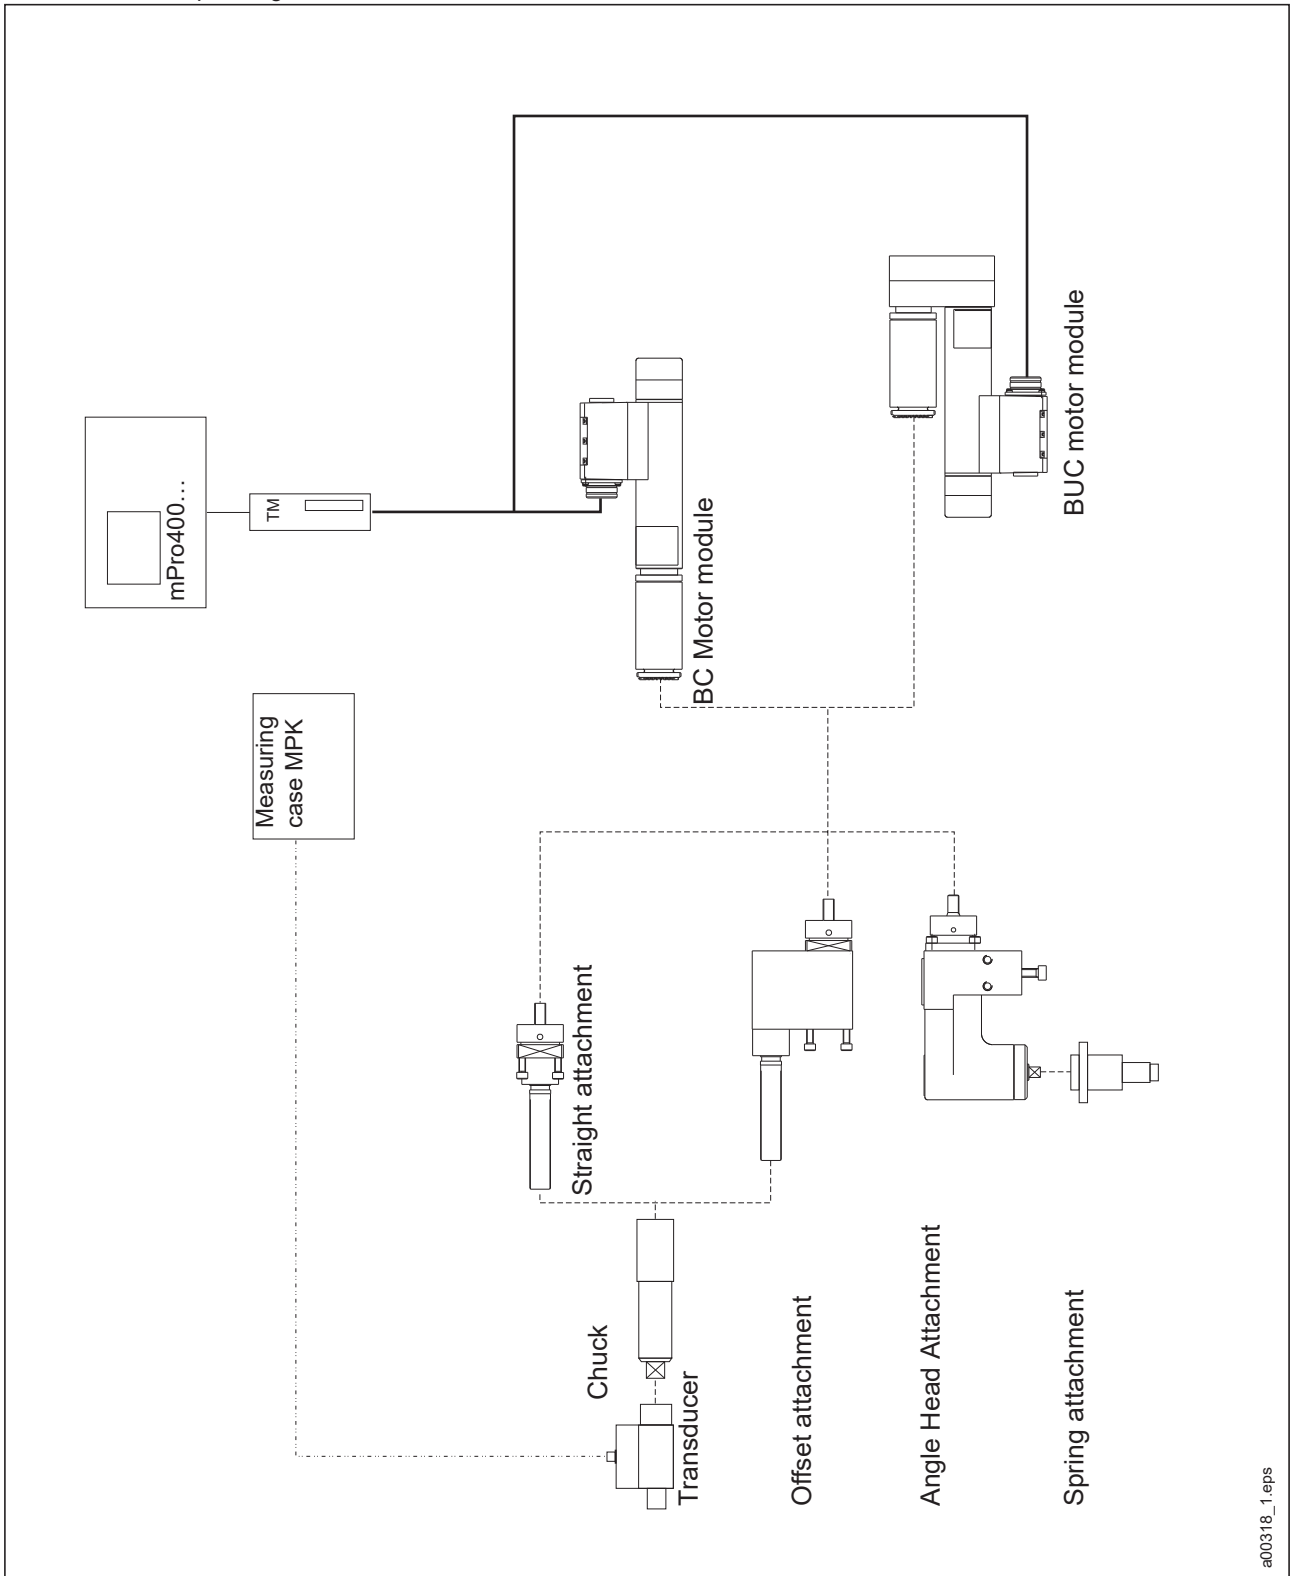 mPro400…
TM
Measuring
case MPK
BC Motor module
BUC motor module
Straight attachment
Chuck
Transducer
Offset attachment
Angle Head Attachment
Spring attachment
a00318_1.eps